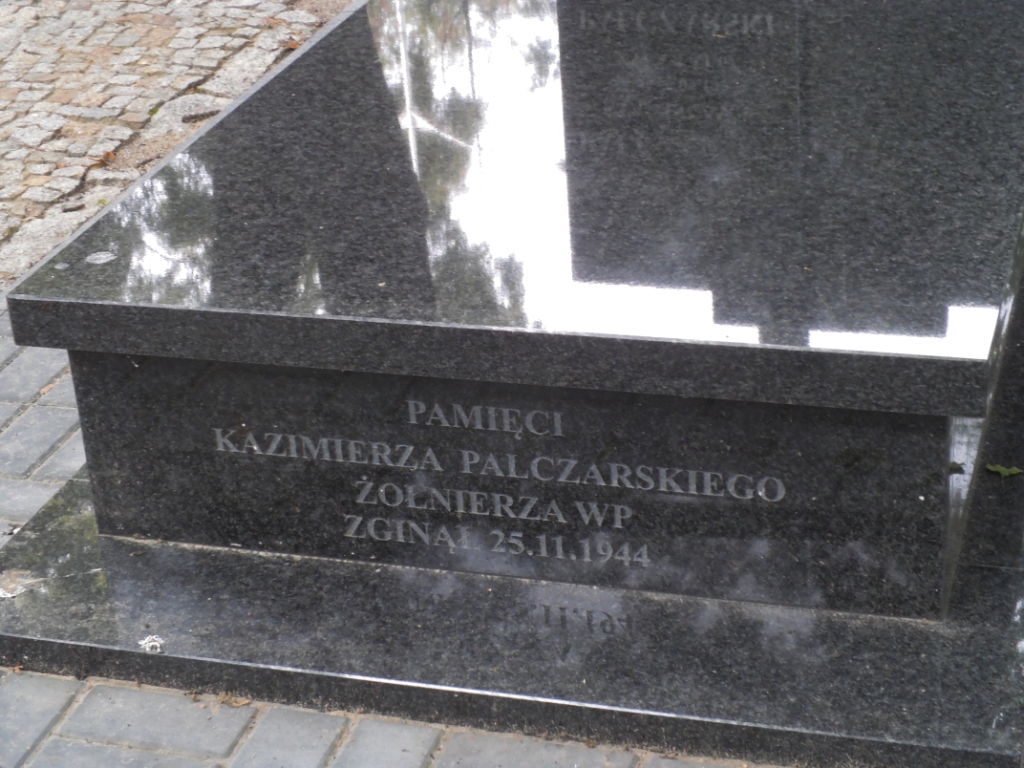 PAMIĘCI
KAZIMIERZA PALCZARSKIEGO
ŻOŁNIERZA WP
ZGINĄŁ 25.11.1944